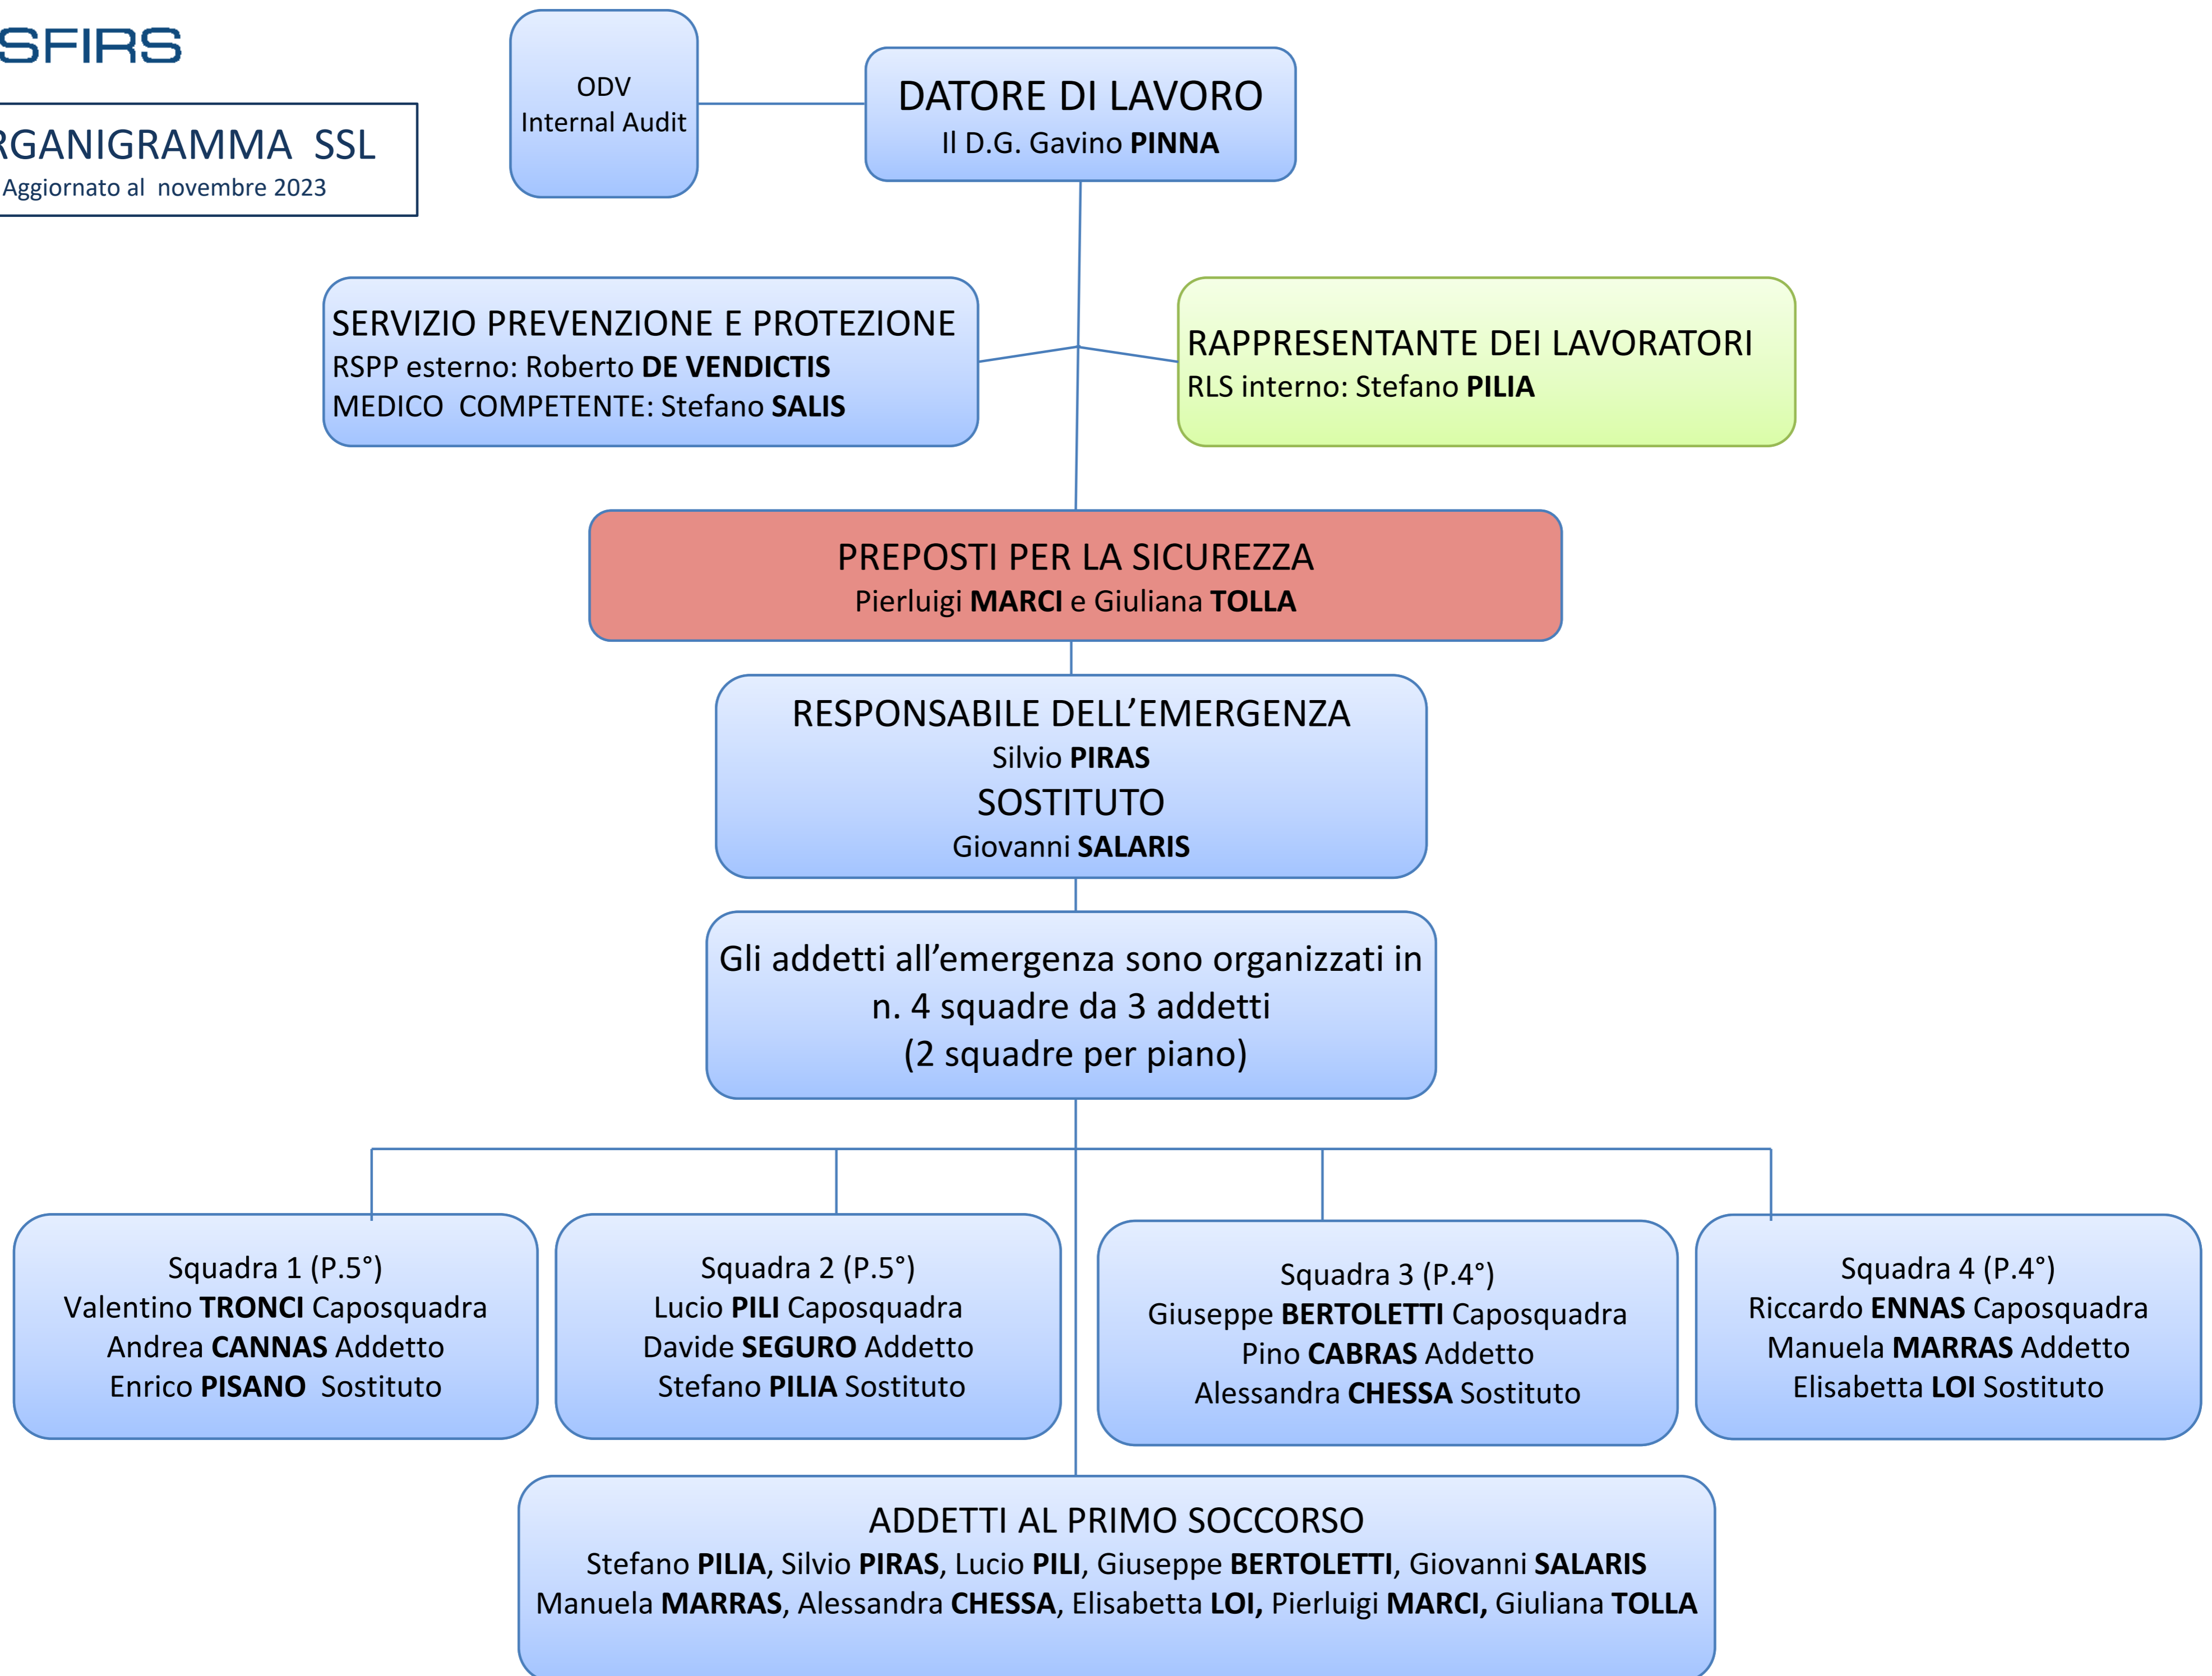 SFIRS
RGANIGRAMMA SSL
Aggiornato al novembre 2023
ODV
Internal Audit
DATORE DI LAVORO
Il D.G. Gavino PINNA
SERVIZIO PREVENZIONE E PROTEZIONE
RSPP esterno: Roberto DE VENDICTIS
MEDICO COMPETENTE: Stefano SALIS
RAPPRESENTANTE DEI LAVORATORI
RLS interno: Stefano PILIA
PREPOSTI PER LA SICUREZZA
Pierluigi MARCI e Giuliana TOLLA
RESPONSABILE DELL’EMERGENZA
Silvio PIRAS
SOSTITUTO
Giovanni SALARIS
Gli addetti all’emergenza sono organizzati in
n. 4 squadre da 3 addetti
(2 squadre per piano)
Squadra 1 (P.5°)
Valentino TRONCI Caposquadra
Andrea CANNAS Addetto
Enrico PISANO Sostituto
Squadra 2 (P.5°)
Lucio PILI Caposquadra
Davide SEGURO Addetto
Stefano PILIA Sostituto
Squadra 3 (P.4°)
Giuseppe BERTOLETTI Caposquadra
Pino CABRAS Addetto
Alessandra CHESSA Sostituto
Squadra 4 (P.4°)
Riccardo ENNAS Caposquadra
Manuela MARRAS Addetto
Elisabetta LOI Sostituto
ADDETTI AL PRIMO SOCCORSO
Stefano PILIA, Silvio PIRAS, Lucio PILI, Giuseppe BERTOLETTI, Giovanni SALARIS
Manuela MARRAS, Alessandra CHESSA, Elisabetta LOI, Pierluigi MARCI, Giuliana TOLLA